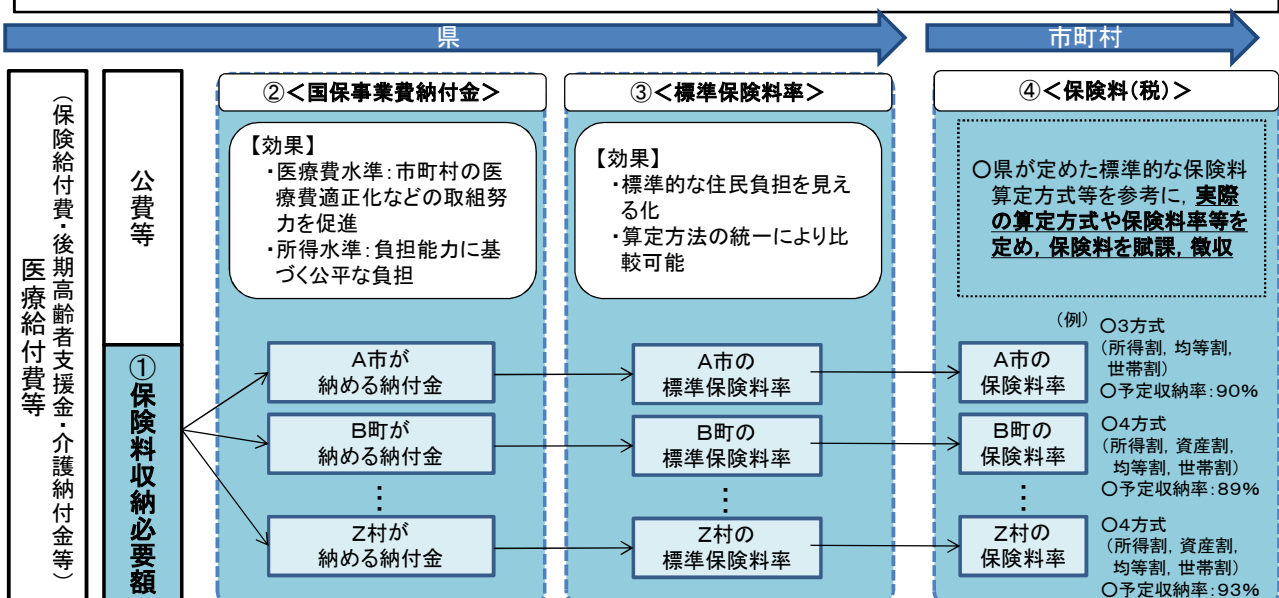 県
市町村
医療給付費等
（保険給付費・後期高齢者支援金・介護納付金等）
公費等
①保険料収納必要額
②＜国保事業費納付金＞
【効果】
・医療費水準：市町村の医
療費適正化などの取組努
力を促進
・所得水準：負担能力に基
づく公平な負担
A市が
納める納付金
B町が
納める納付金
⋮
Z村が
納める納付金
③＜標準保険料率＞
【効果】
・標準的な住民負担を見え
る化
・算定方法の統一により比
較可能
A市の
標準保険料率
B町の
標準保険料率
⋮
Z村の
標準保険料率
④＜保険料（税）＞
○県が定めた標準的な保険料
算定方式等を参考に，実際
の算定方式や保険料率等を
定め，保険料を賦課，徴収
（例）
A市の
保険料率
○3方式
（所得割，均等割，
世帯割）
○予定収納率：90％
B町の
保険料率
○4方式
（所得割，資産割，
均等割，世帯割）
○予定収納率：89％
⋮
Z村の
保険料率
○4方式
（所得割，資産割，
均等割，世帯割）
○予定収納率：93％